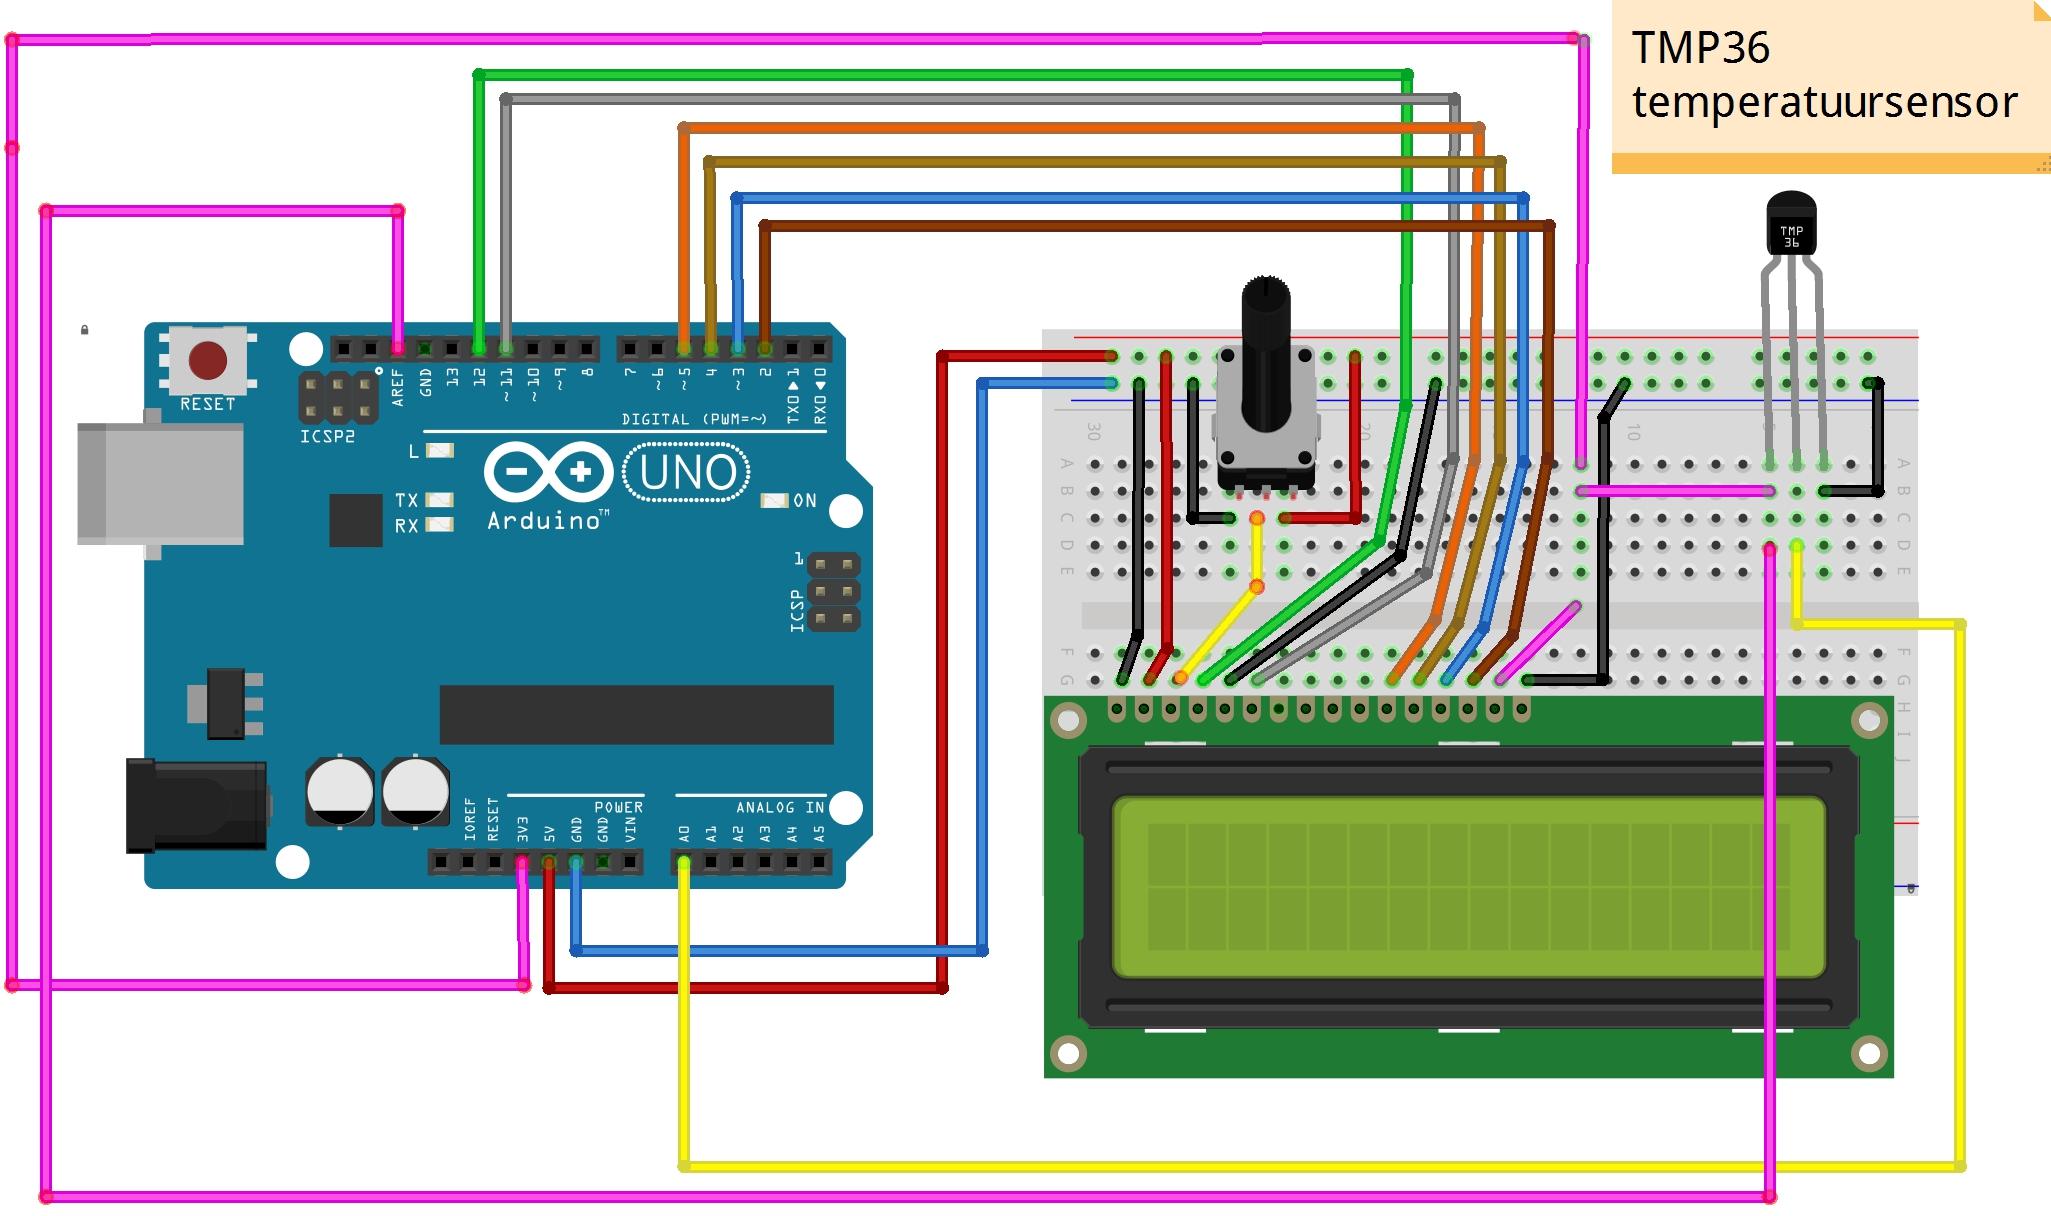 TMP36
temperatuursensor
TMP
36
RESET
ICSP2
AREF
GND
13
12
~11
~10
~9
8
7
~6
~5
4
~3
2
TX0▶1
RX0◀0
DIGITAL (PWM=~)
L
TX
RX
UNO
Arduino™
ON
1
ICSP
30
20
10
A
B
C
D
E
F
G
A
B
C
D
E
F
G
H
I
J
IOREF
RESET
3V3
5V
GND
GND
VIN
POWER
A0
A1
A2
A3
A4
A5
ANALOG IN